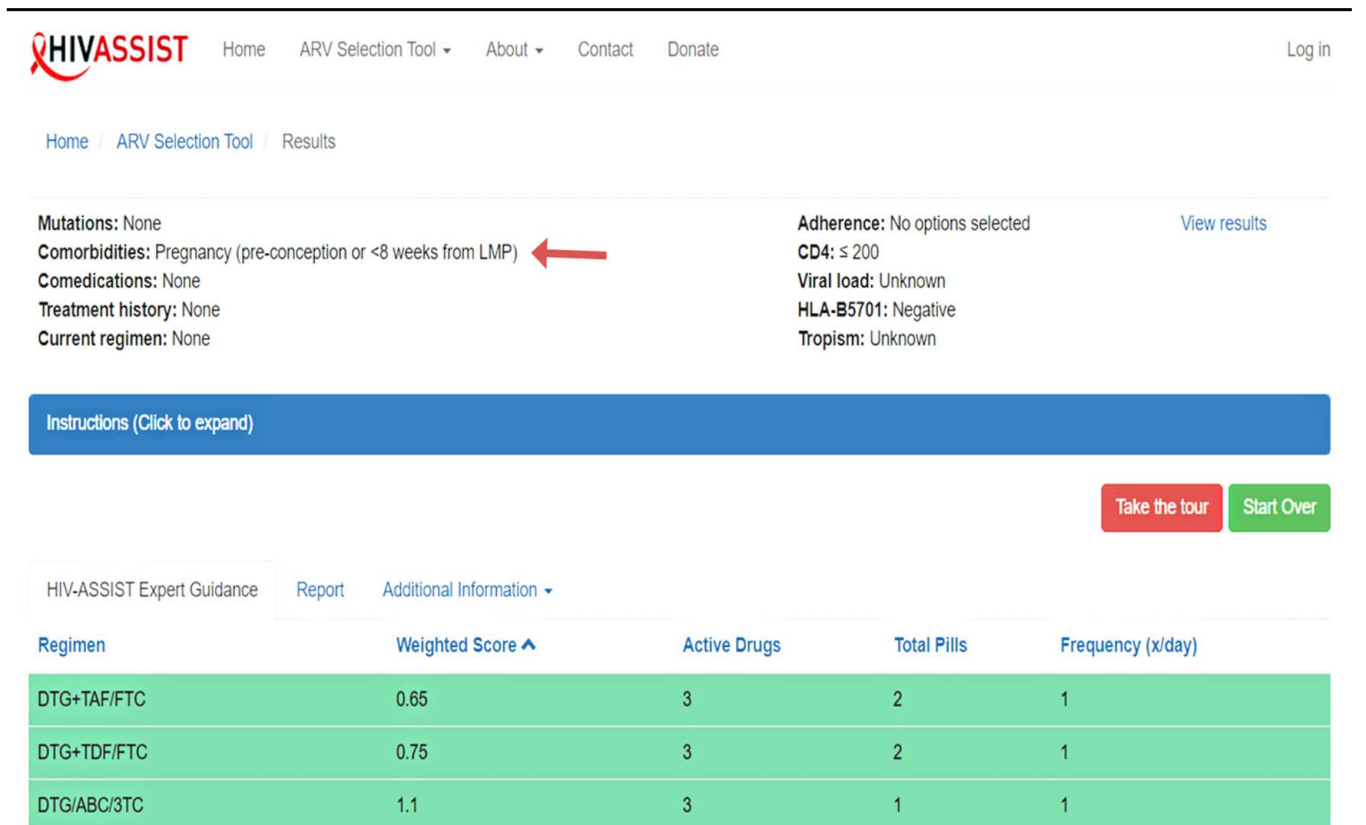 HIVASSIST Home ARV Selection Tool About Contact Donate Log in
Home / ARV Selection Tool / Results
Mutations: None
Comorbidities: Pregnancy (pre-conception or <8 weeks from LMP)
Comedications: None
Treatment history: None
Current regimen: None
Adherence: No options selected
CD4: ≤ 200
Viral load: Unknown
HLA-B5701: Negative
Tropism: Unknown
View results
Instructions (Click to expand)
Take the tour Start Over
HIV-ASSIST Expert Guidance Report Additional Information
Regimen Weighted Score Active Drugs Total Pills Frequency (x/day)
DTG+TAF/FTC 0.65 3 2 1
DTG+TDF/FTC 0.75 3 2 1
DTG/ABC/3TC 1.1 3 1 1